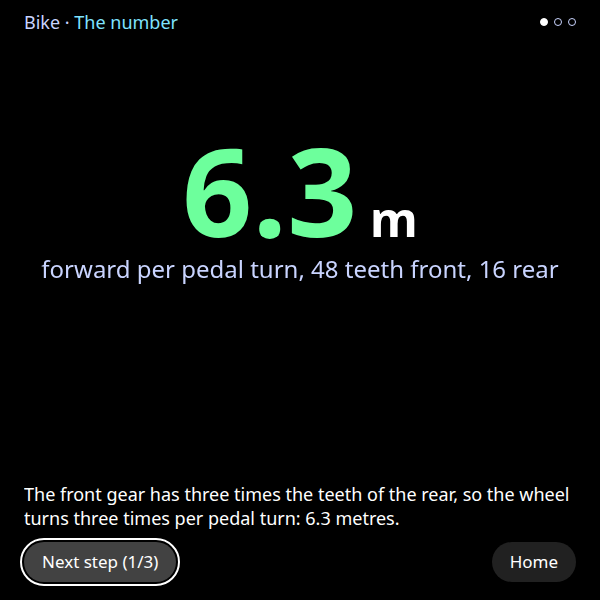 Bike · The number
6.3 m
forward per pedal turn, 48 teeth front, 16 rear
The front gear has three times the teeth of the rear, so the wheel
turns three times per pedal turn: 6.3 metres.
Next step (1/3)
Home